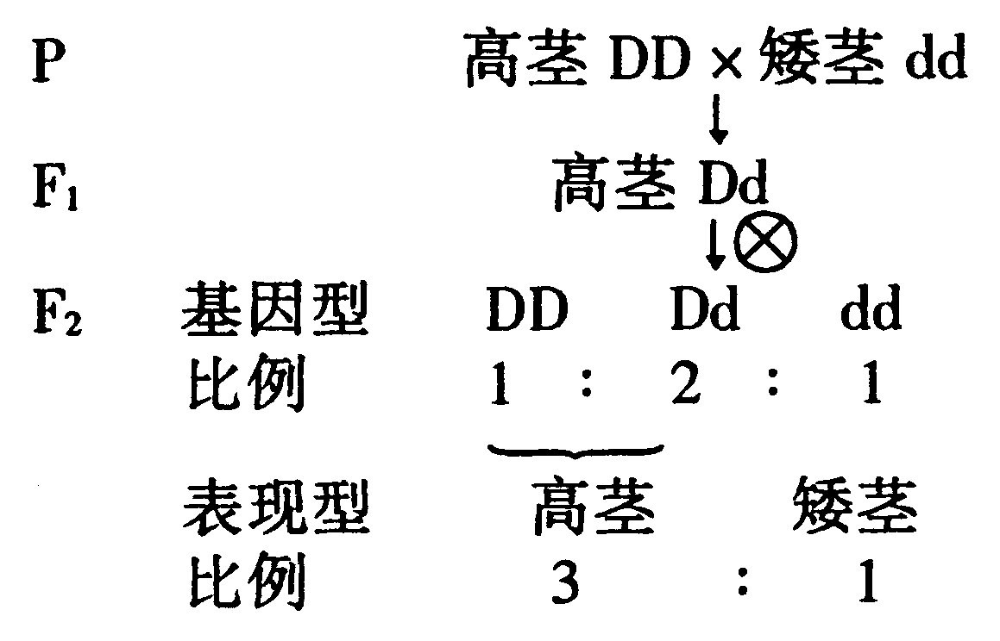 P 高茎 DD × 矮茎 dd
↓
F₁ 高茎 Dd
↓⊗
F₂ 基因型 DD Dd dd
比例 1 : 2 : 1
表现型 高茎 矮茎
比例 3 : 1